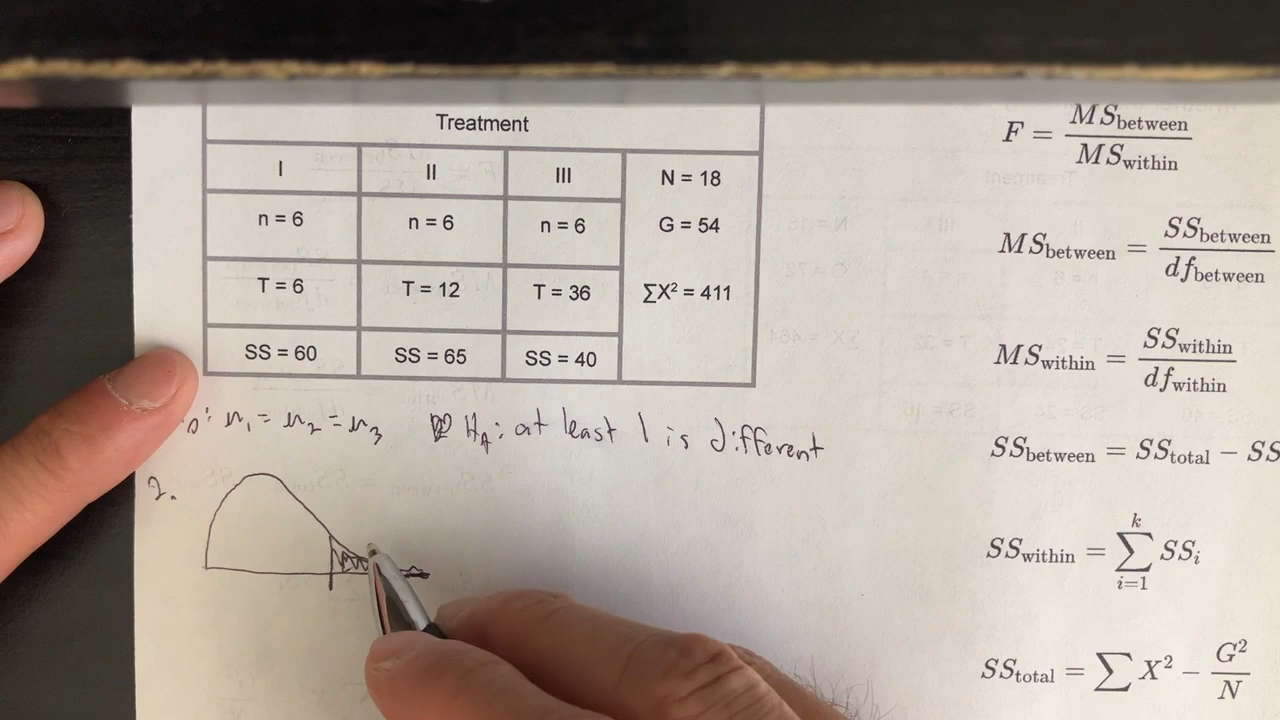 Treatment
I II III N = 18
n = 6 n = 6 n = 6 G = 54
T = 6 T = 12 T = 36 ∑X² = 411
SS = 60 SS = 65 SS = 40
0: μ₁ = μ₂ = μ₃ H_A: at least 1 is different
2.
F = MS_between / MS_within
MS_between = SS_between / df_between
MS_within = SS_within / df_within
SS_between = SS_total − SS
SS_within = ∑_{i=1}^{k} SS_i
SS_total = ∑ X² − G² / N